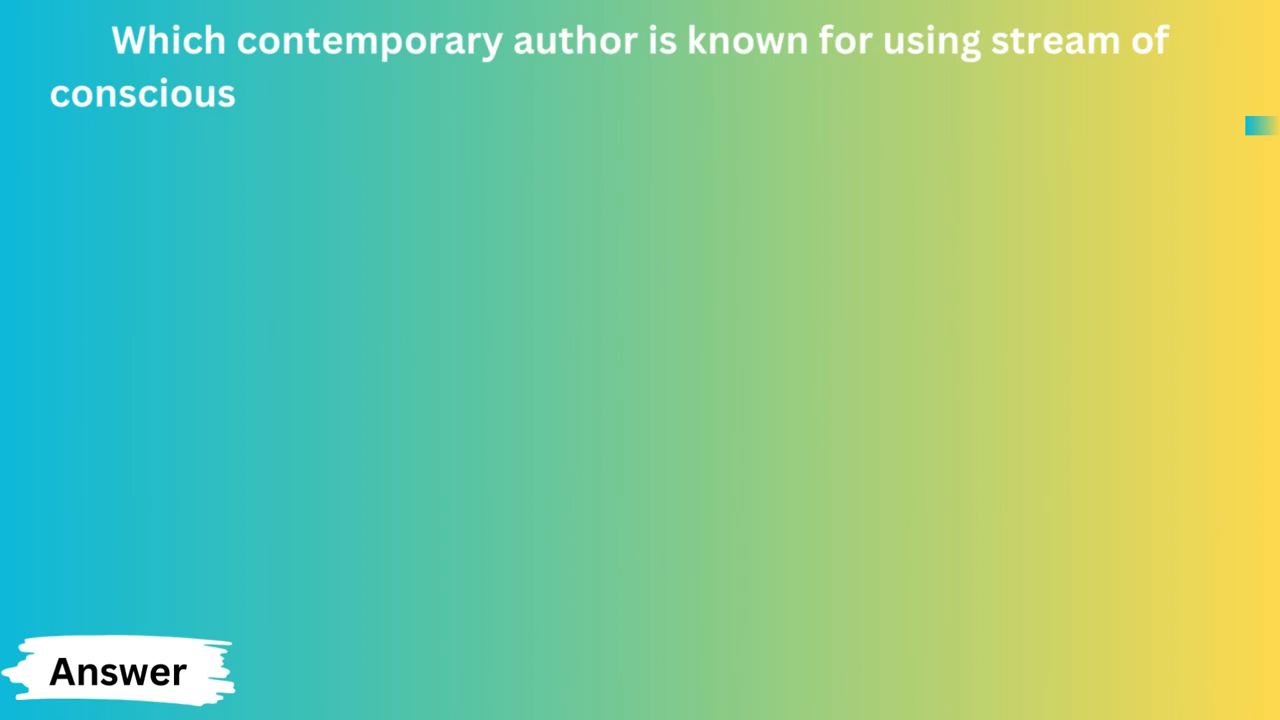 Which contemporary author is known for using stream of
conscious
Answer